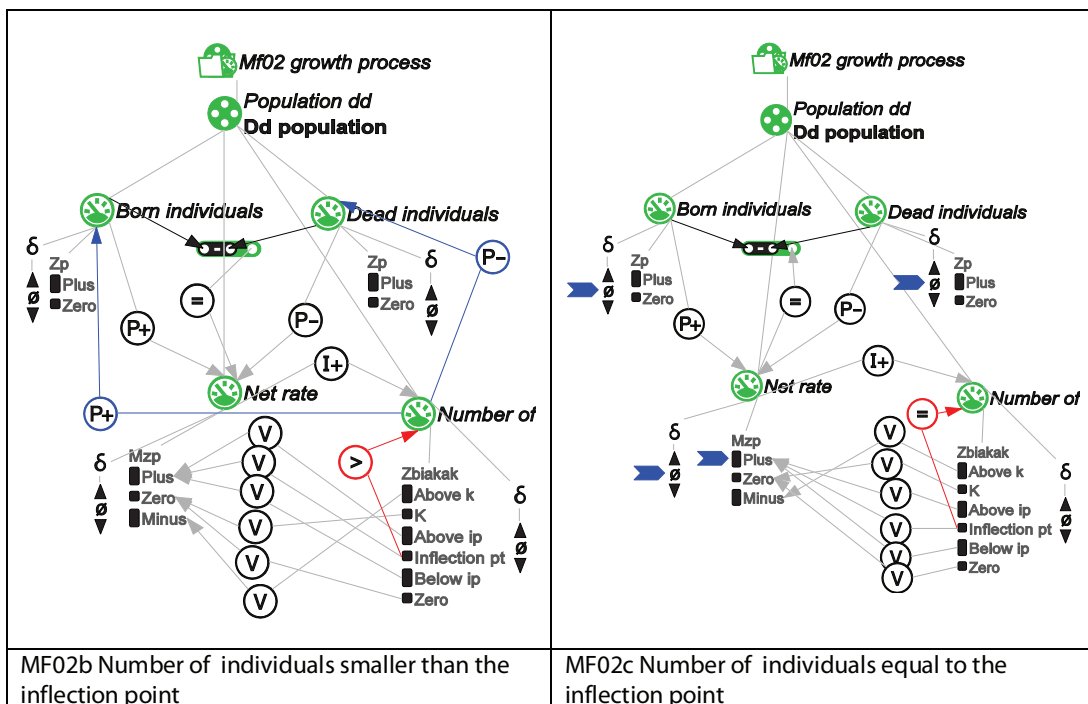 Mf02 growth process
Population dd
Dd population
Born individuals
Dead individuals
δ
Zp
Plus
Zero
ø
-
Zp
Plus
Zero
δ
ø
P-
=
P+
P-
I+
Net rate
P+
Number of
V
V
V
V
V
V
>
δ
ø
Mzp
Plus
Zero
Minus
Zbiakak
Above k
K
Above ip
Inflection pt
Below ip
Zero
δ
ø
MF02b Number of individuals smaller than the
inflection point
Mf02 growth process
Population dd
Dd population
Born individuals
Dead individuals
δ
Zp
Plus
Zero
ø
-
δ
Zp
Plus
Zero
ø
=
P+
P-
I+
Net rate
Number of
=
V
V
V
V
V
V
δ
ø
Mzp
Plus
Zero
Minus
Zbiakak
Above k
K
Above ip
Inflection pt
Below ip
Zero
δ
ø
MF02c Number of individuals equal to the
inflection point